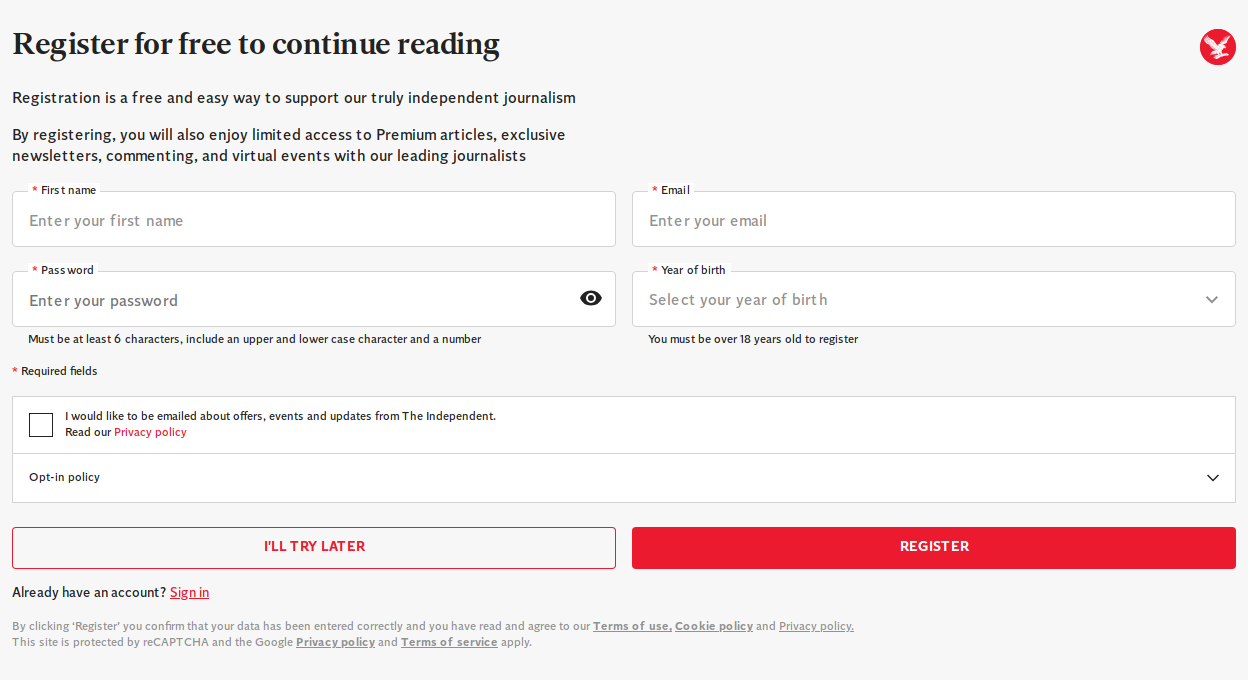 Register for free to continue reading
Registration is a free and easy way to support our truly independent journalism
By registering, you will also enjoy limited access to Premium articles, exclusive
newsletters, commenting, and virtual events with our leading journalists
* First name
Enter your first name
* Email
Enter your email
* Password
Enter your password
Must be at least 6 characters, include an upper and lower case character and a number
* Year of birth
Select your year of birth
You must be over 18 years old to register
* Required fields
I would like to be emailed about offers, events and updates from The Independent.
Read our Privacy policy
Opt-in policy
I'LL TRY LATER
REGISTER
Already have an account? Sign in
By clicking ‘Register’ you confirm that your data has been entered correctly and you have read and agree to our Terms of use, Cookie policy and Privacy policy.
This site is protected by reCAPTCHA and the Google Privacy policy and Terms of service apply.